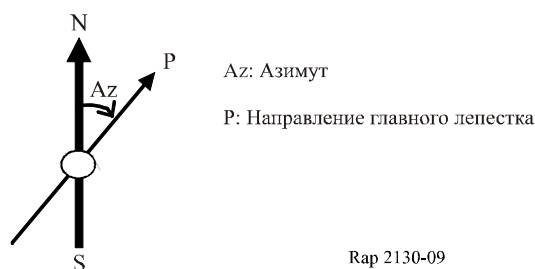 N
P
Az
Az: Азимут
P: Направление главного лепестка
S
Rap 2130-09